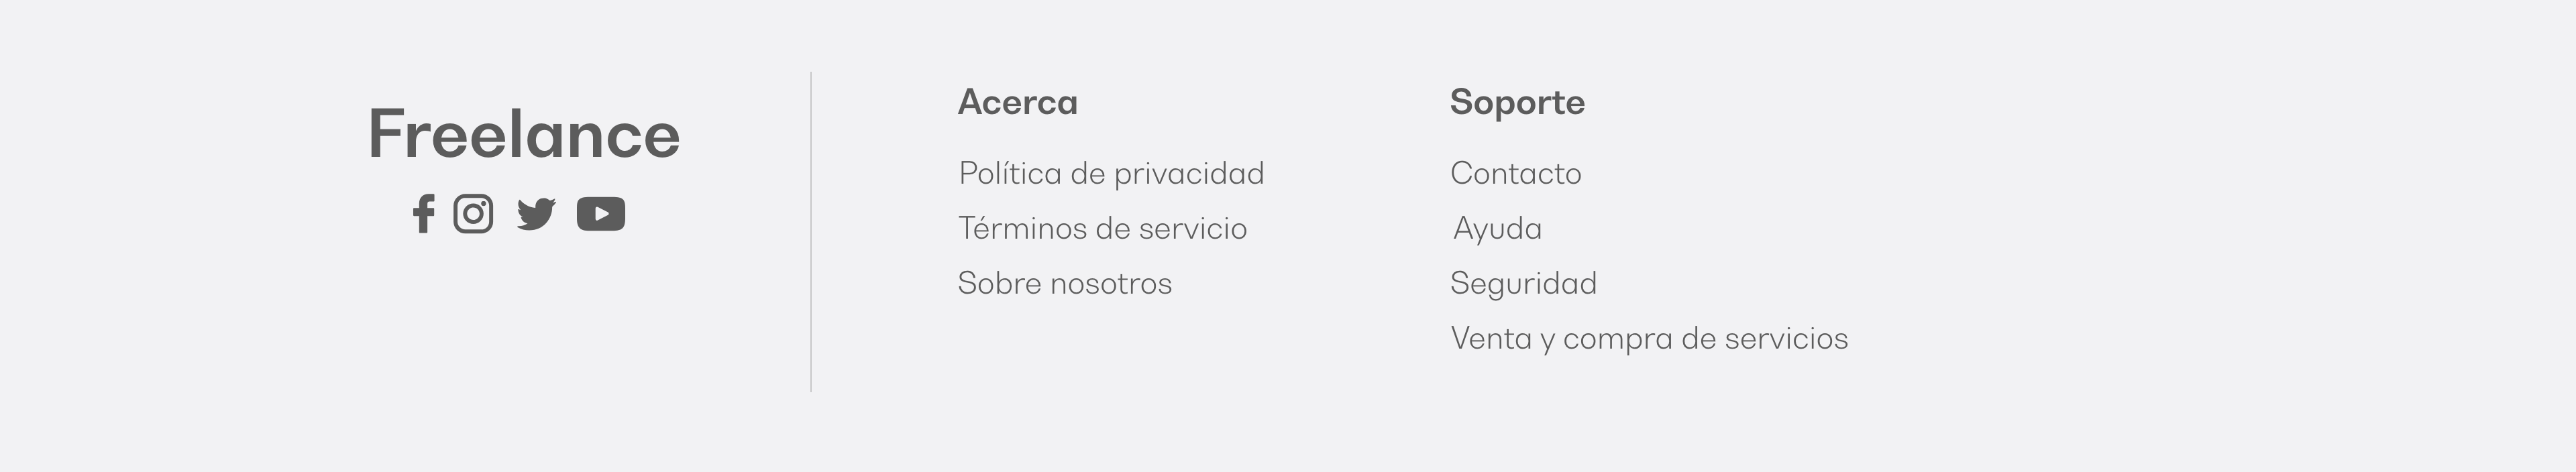 Freelance
Acerca
Política de privacidad
Términos de servicio
Sobre nosotros
Soporte
Contacto
Ayuda
Seguridad
Venta y compra de servicios